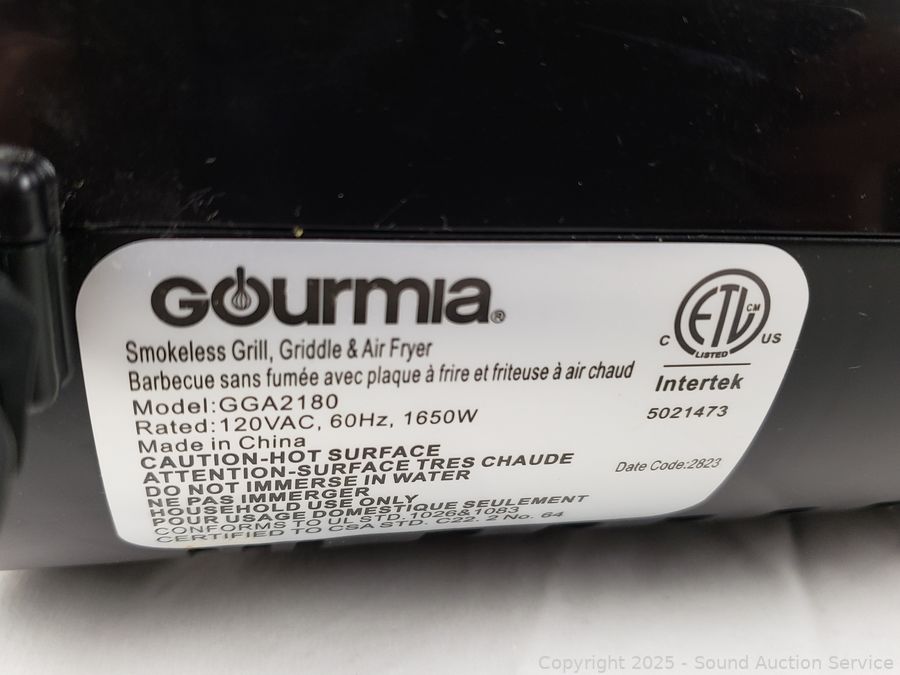 Gourmia®
Smokeless Grill, Griddle & Air Fryer
Barbecue sans fumée avec plaque à frire et friteuse à air chaud
Model:GGA2180
Rated:120VAC, 60Hz, 1650W
Made in China
CAUTION-HOT SURFACE
ATTENTION-SURFACE TRES CHAUDE
DO NOT IMMERSE IN WATER
NE PAS IMMERGER
HOUSEHOLD USE ONLY
POUR USAGE DOMESTIQUE SEULEMENT
CONFORMS TO UL STD.1026&1083
CERTIFIED TO CSA STD. C22. 2 No. 64
ETL CM
C US
LISTED
Intertek
5021473
Date Code:2823
Copyright 2025 - Sound Auction Service